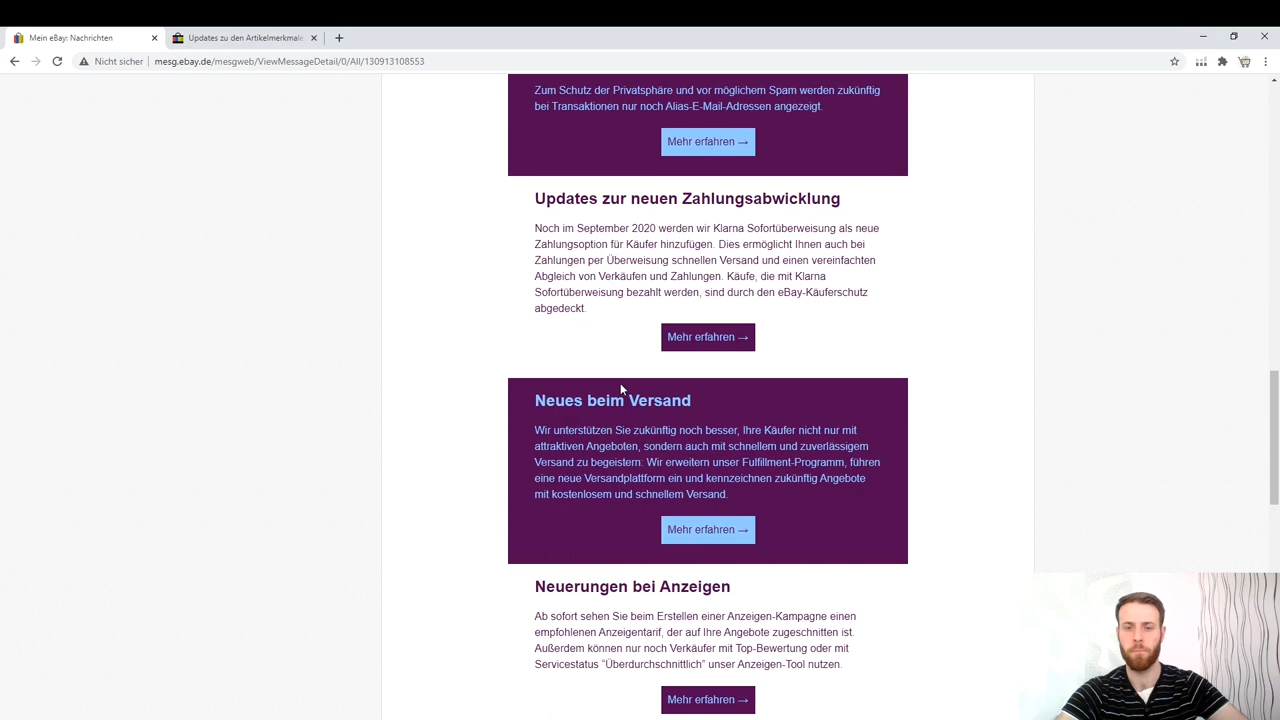 Mein eBay: Nachrichten
Updates zu den Artikelmerkmale
Nicht sicher
mesg.ebay.de/mesgweb/ViewMessageDetail/0/All/130913108553
Zum Schutz der Privatsphäre und vor möglichem Spam werden zukünftig
bei Transaktionen nur noch Alias-E-Mail-Adressen angezeigt.
Mehr erfahren →
Updates zur neuen Zahlungsabwicklung
Noch im September 2020 werden wir Klarna Sofortüberweisung als neue
Zahlungsoption für Käufer hinzufügen. Dies ermöglicht Ihnen auch bei
Zahlungen per Überweisung schnellen Versand und einen vereinfachten
Abgleich von Verkäufen und Zahlungen. Käufe, die mit Klarna
Sofortüberweisung bezahlt werden, sind durch den eBay-Käuferschutz
abgedeckt.
Mehr erfahren →
Neues beim Versand
Wir unterstützen Sie zukünftig noch besser, Ihre Käufer nicht nur mit
attraktiven Angeboten, sondern auch mit schnellem und zuverlässigem
Versand zu begeistern: Wir erweitern unser Fulfillment-Programm, führen
eine neue Versandplattform ein und kennzeichnen zukünftig Angebote
mit kostenlosem und schnellem Versand.
Mehr erfahren →
Neuerungen bei Anzeigen
Ab sofort sehen Sie beim Erstellen einer Anzeigen-Kampagne einen
empfohlenen Anzeigentarif, der auf Ihre Angebote zugeschnitten ist.
Außerdem können nur noch Verkäufer mit Top-Bewertung oder mit
Servicestatus "Überdurchschnittlich" unser Anzeigen-Tool nutzen.
Mehr erfahren →